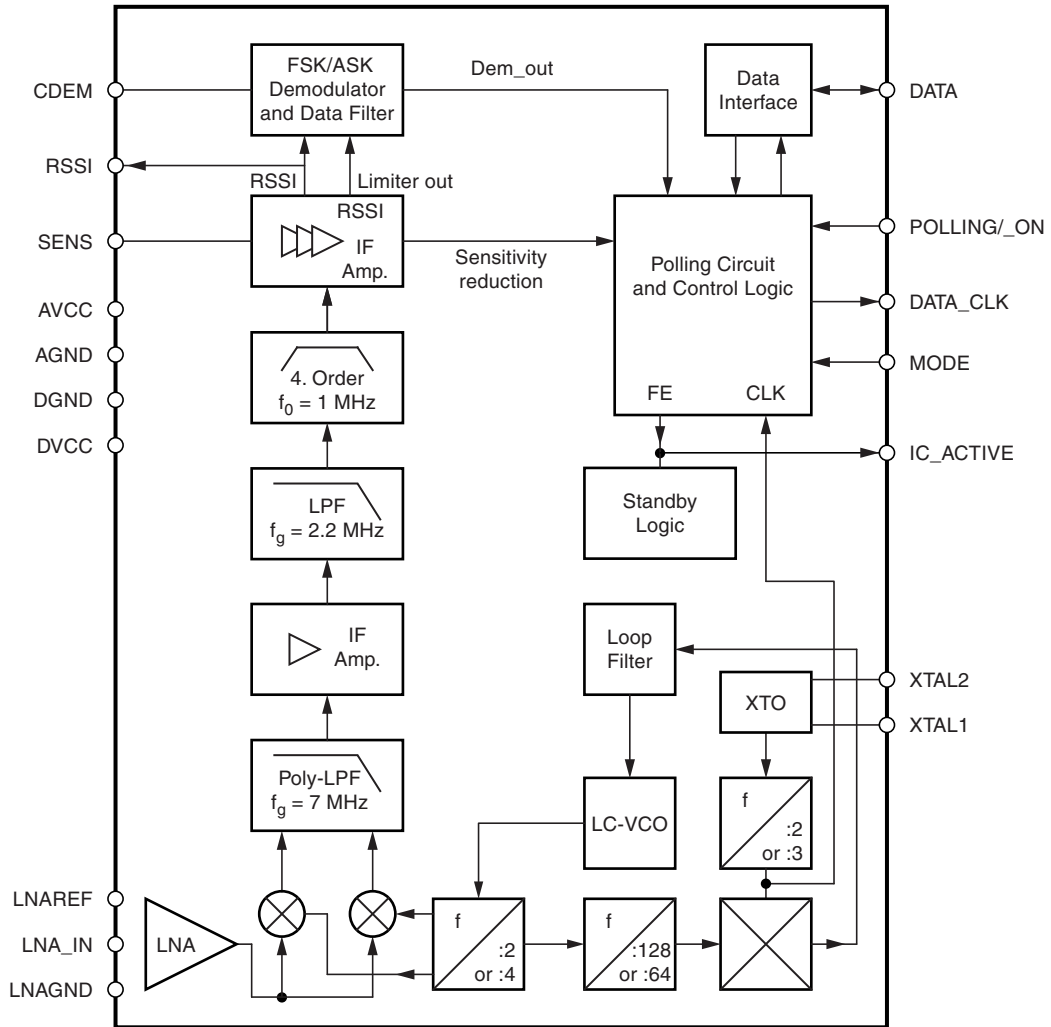 CDEM
FSK/ASK
Demodulator
and Data Filter
Dem_out
Data
Interface
DATA
RSSI
RSSI
Limiter out
SENS
RSSI
IF
Amp.
Sensitivity
reduction
Polling Circuit
and Control Logic
FE
CLK
POLLING/_ON
DATA_CLK
MODE
IC_ACTIVE
AVCC
AGND
DGND
DVCC
4. Order
f0 = 1 MHz
LPF
fg = 2.2 MHz
Standby
Logic
IF
Amp.
Loop
Filter
XTO
XTAL2
XTAL1
Poly-LPF
fg = 7 MHz
LC-VCO
f
:2
or :3
LNAREF
LNA_IN
LNAGND
LNA
f
:2
or :4
f
:128
or :64